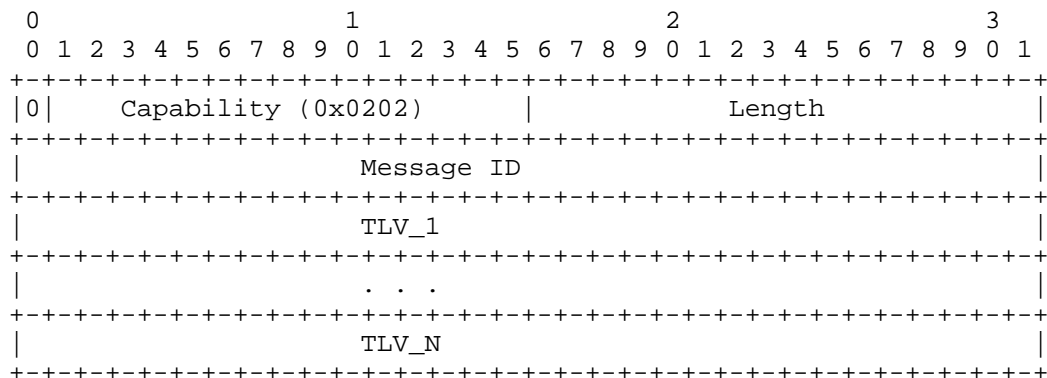 0                   1                   2                   3
 0 1 2 3 4 5 6 7 8 9 0 1 2 3 4 5 6 7 8 9 0 1 2 3 4 5 6 7 8 9 0 1
+-+-+-+-+-+-+-+-+-+-+-+-+-+-+-+-+-+-+-+-+-+-+-+-+-+-+-+-+-+-+-+-+
|0|    Capability (0x0202)      |            Length             |
+-+-+-+-+-+-+-+-+-+-+-+-+-+-+-+-+-+-+-+-+-+-+-+-+-+-+-+-+-+-+-+-+
|                     Message ID                                |
+-+-+-+-+-+-+-+-+-+-+-+-+-+-+-+-+-+-+-+-+-+-+-+-+-+-+-+-+-+-+-+-+
|                     TLV_1                                     |
+-+-+-+-+-+-+-+-+-+-+-+-+-+-+-+-+-+-+-+-+-+-+-+-+-+-+-+-+-+-+-+-+
|                     . . .                                     |
+-+-+-+-+-+-+-+-+-+-+-+-+-+-+-+-+-+-+-+-+-+-+-+-+-+-+-+-+-+-+-+-+
|                     TLV_N                                     |
+-+-+-+-+-+-+-+-+-+-+-+-+-+-+-+-+-+-+-+-+-+-+-+-+-+-+-+-+-+-+-+-+